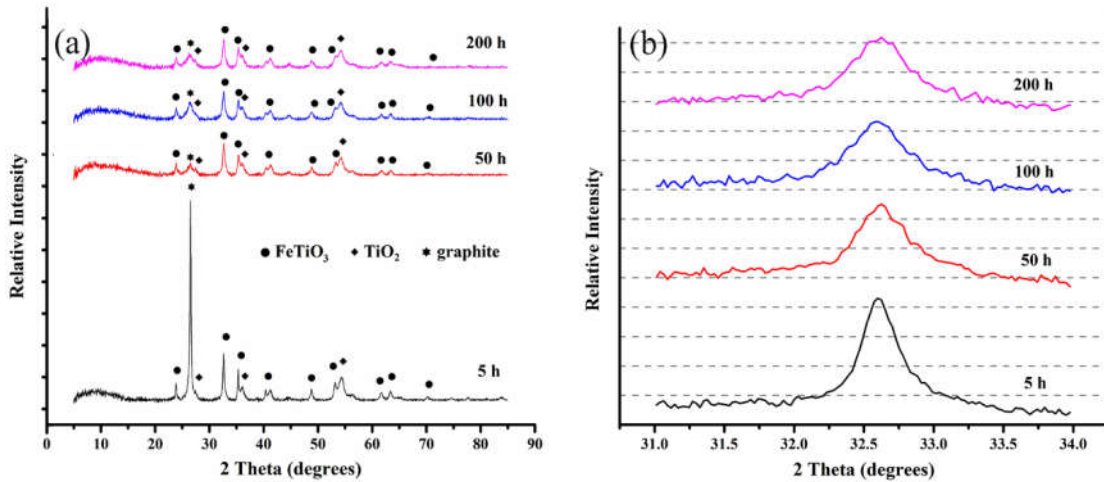 (a)
200 h
100 h
50 h
● FeTiO₃ ◆ TiO₂ ✱ graphite
5 h
Relative Intensity
0 10 20 30 40 50 60 70 80 90
2 Theta (degrees)
(b)
200 h
100 h
50 h
5 h
Relative Intensity
31.0 31.5 32.0 32.5 33.0 33.5 34.0
2 Theta (degrees)